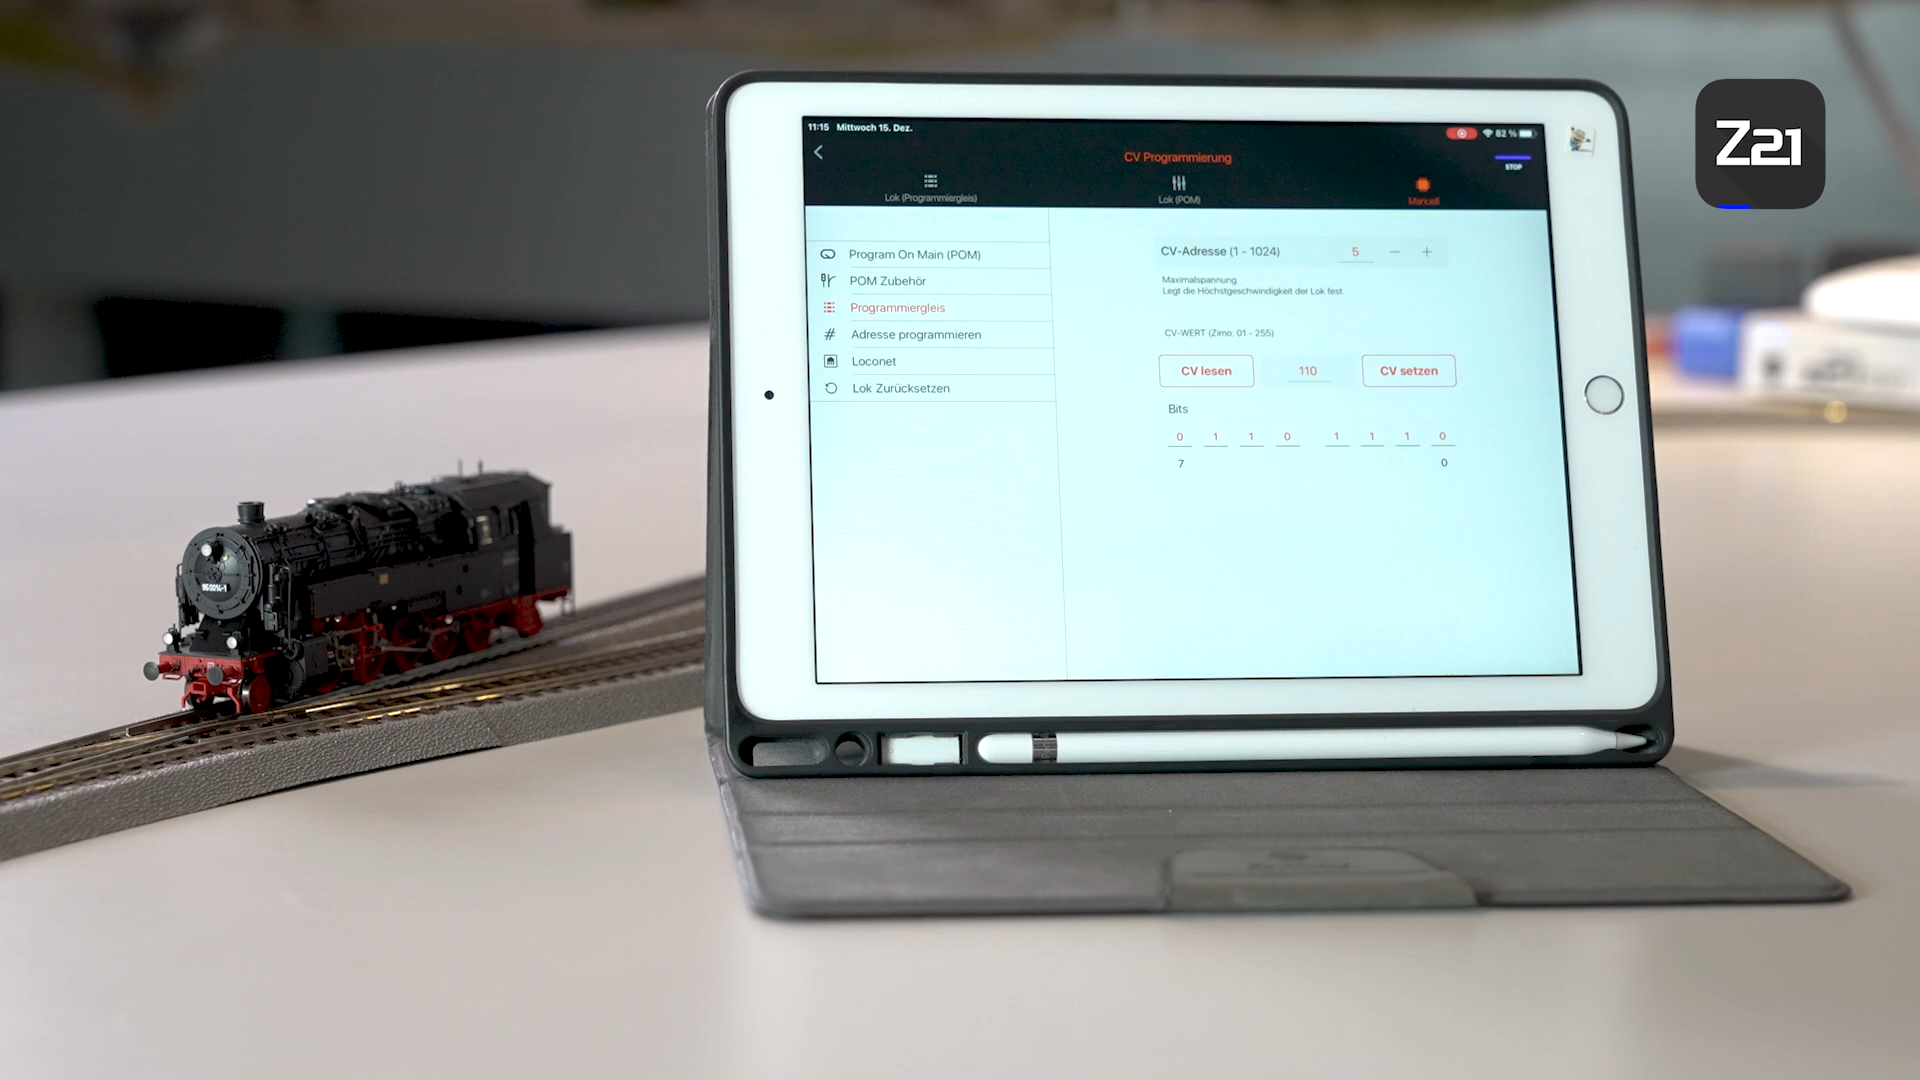 Z21
11:15 Mittwoch 15. Dez.
82 %
CV Programmierung
STOP
Lok (Programmiergleis)
Lok (POM)
Manuell
Program On Main (POM)
POM Zubehör
Programmiergleis
Adresse programmieren
Loconet
Lok Zurücksetzen
CV-Adresse (1 - 1024) 5 − +
Maximalspannung
Legt die Höchstgeschwindigkeit der Lok fest.
CV-WERT (Zimo: 01 - 255)
CV lesen 110 CV setzen
Bits
0 1 1 0 1 1 1 0
7 0
95 0014-1